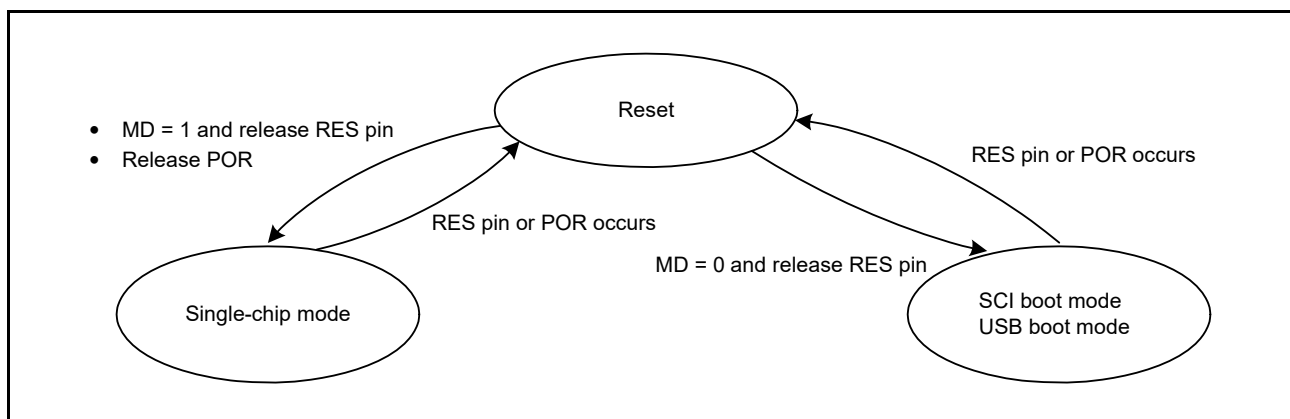 Reset
• MD = 1 and release RES pin
• Release POR
RES pin or POR occurs
RES pin or POR occurs
MD = 0 and release RES pin
Single-chip mode
SCI boot mode
USB boot mode